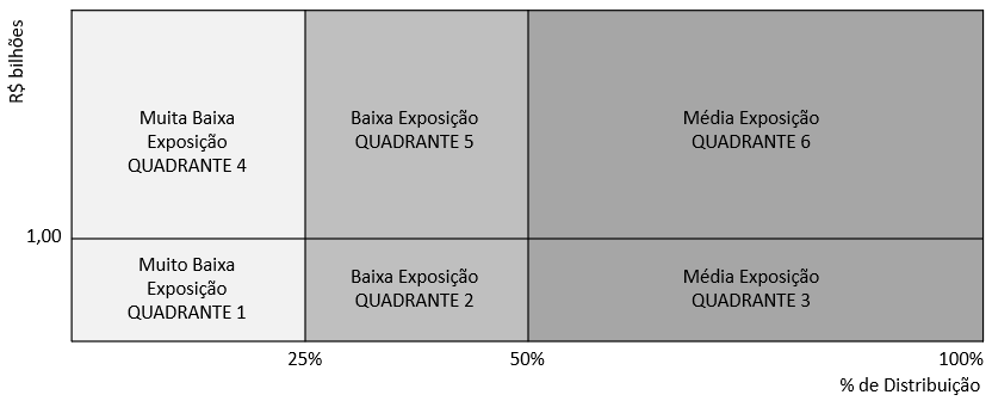 R$ bilhões
Muita Baixa
Exposição
QUADRANTE 4
Baixa Exposição
QUADRANTE 5
Média Exposição
QUADRANTE 6
1,00
Muito Baixa
Exposição
QUADRANTE 1
Baixa Exposição
QUADRANTE 2
Média Exposição
QUADRANTE 3
25%
50%
100%
% de Distribuição